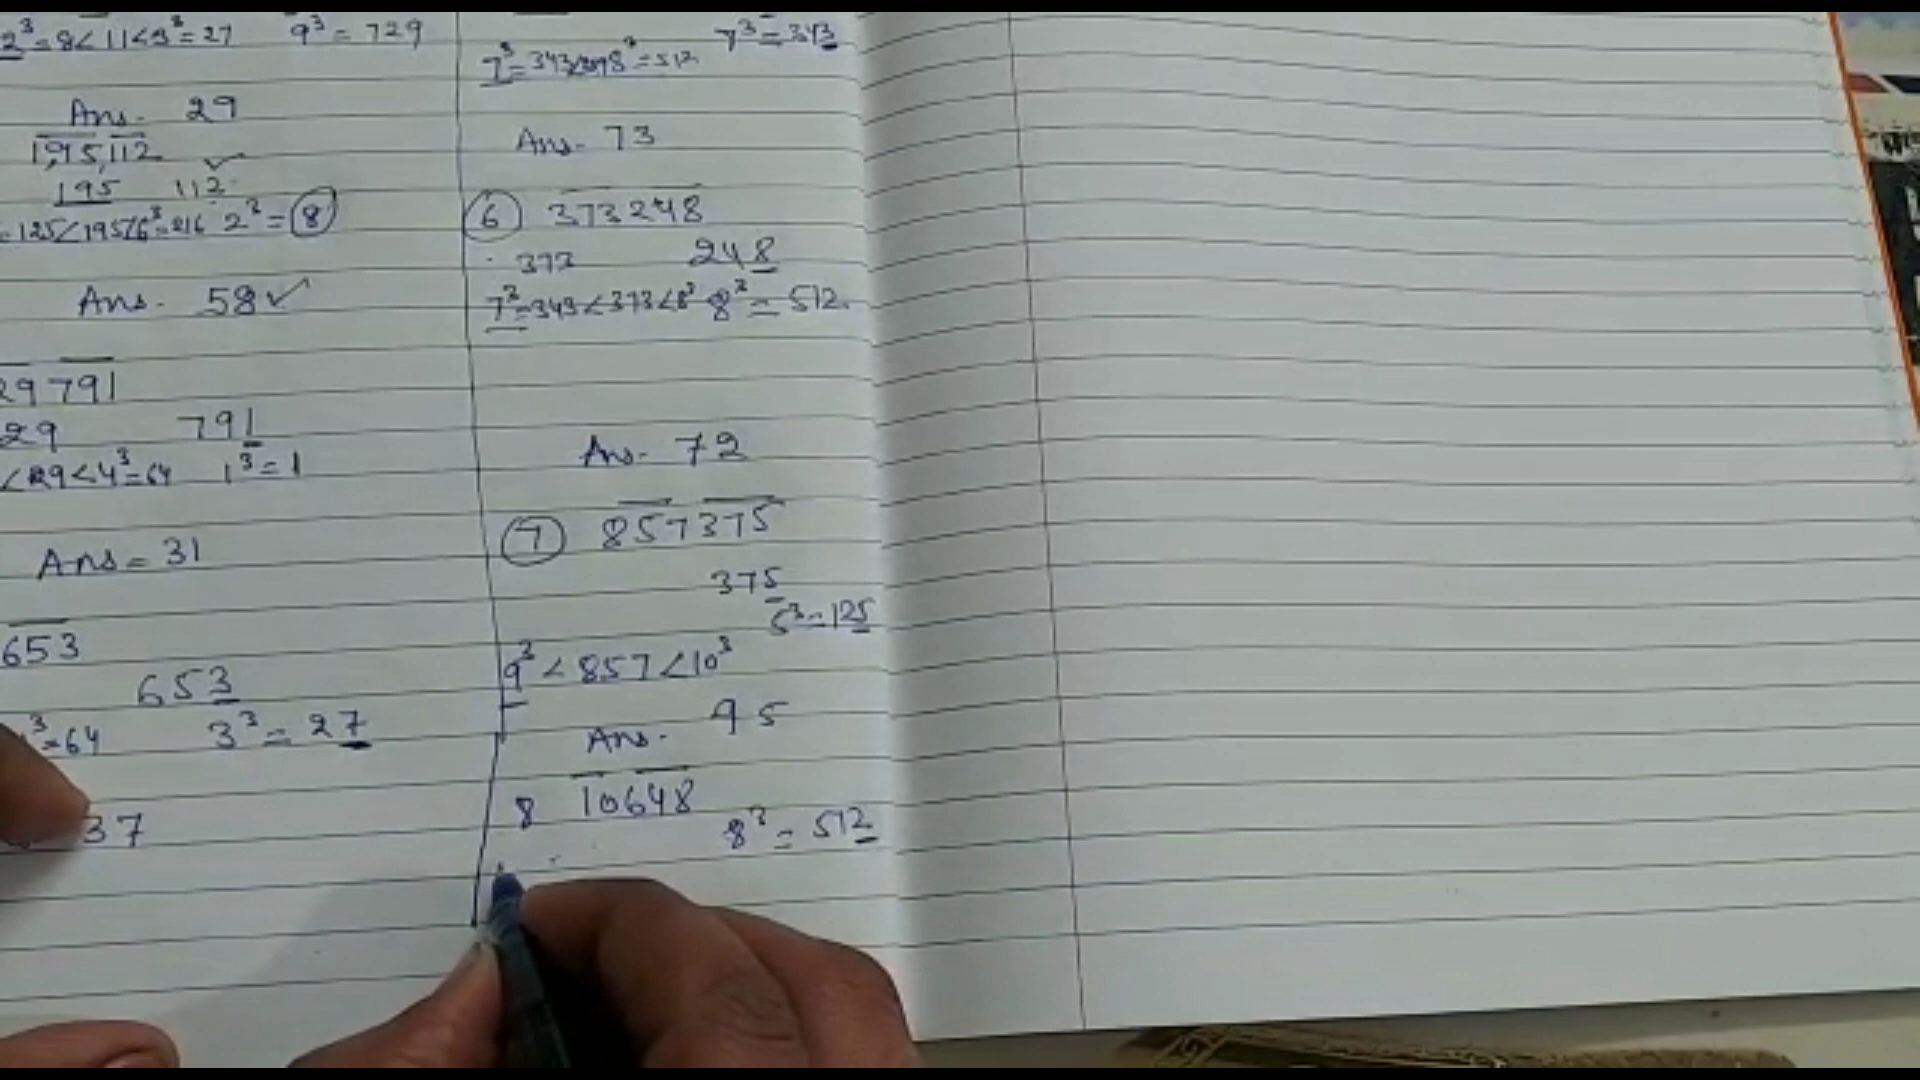 2³=8<11<3³=27 9³ = 729
Ans. 29
195,112
195 112 ✓
=125<195<6³=216 2³ = 8
Ans. 58 ✓
29791
29 791
<29<4³=64 1³=1
Ans = 31
653
653
³=64 3³ = 27
37
7³ = 343
7³=343 8³=512
Ans. 73
6 373248
373 248
7³=343<373<8³ 8³ = 512
Ans. 72
7 857375
375
5³=125
9³ < 857 < 10³
Ans. 95
8 10648
8³ = 512